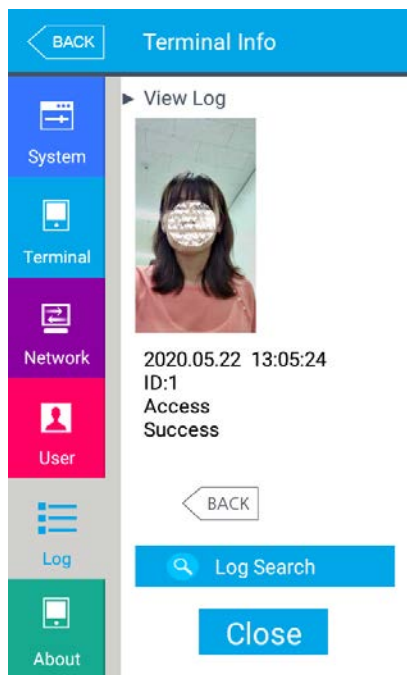 BACK
Terminal Info
System
Terminal
Network
User
Log
About
View Log
2020.05.22 13:05:24
ID:1
Access
Success
BACK
Log Search
Close